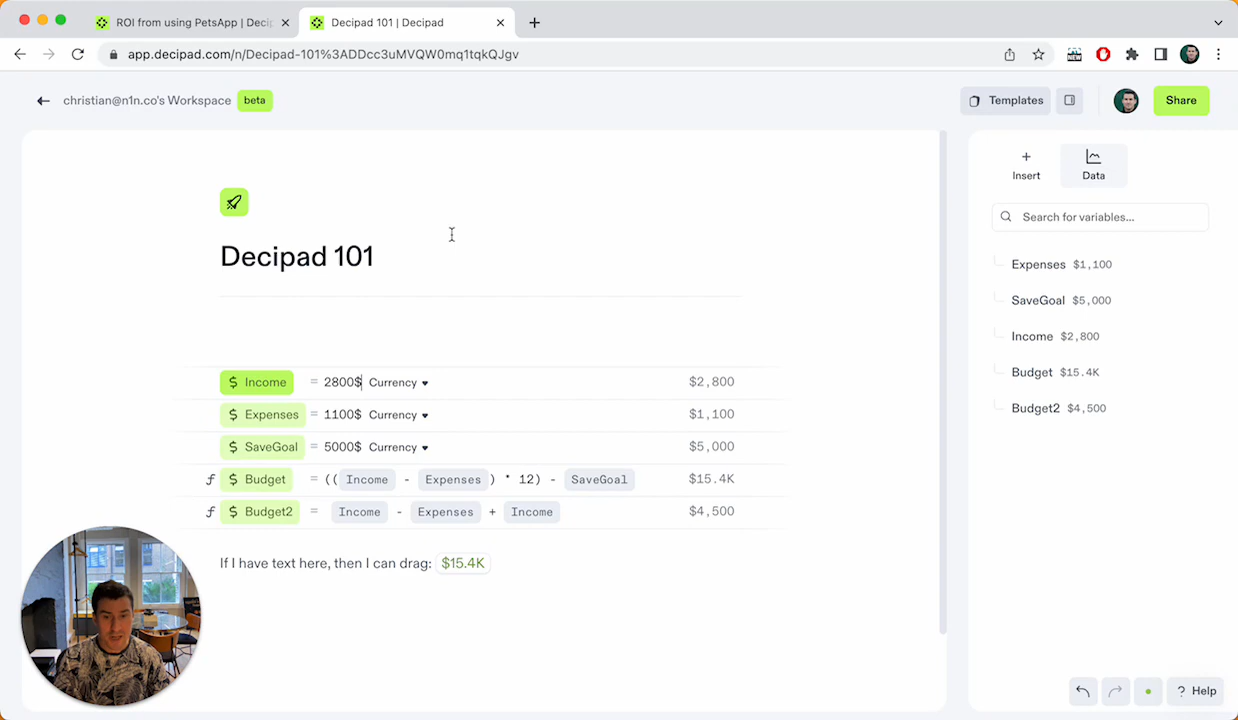 ROI from using PetsApp | Decip
Decipad 101 | Decipad
app.decipad.com/n/Decipad-101%3ADDcc3uMVQW0mq1tqkQJgv
NEW
christian@n1n.co's Workspace beta
Templates
Share
Decipad 101
$ Income = 2800$ Currency $2,800
$ Expenses = 1100$ Currency $1,100
$ SaveGoal = 5000$ Currency $5,000
ƒ $ Budget = (( Income - Expenses ) * 12) - SaveGoal $15.4K
ƒ $ Budget2 = Income - Expenses + Income $4,500
If I have text here, then I can drag: $15.4K
+ Insert
Data
Search for variables...
Expenses $1,100
SaveGoal $5,000
Income $2,800
Budget $15.4K
Budget2 $4,500
? Help